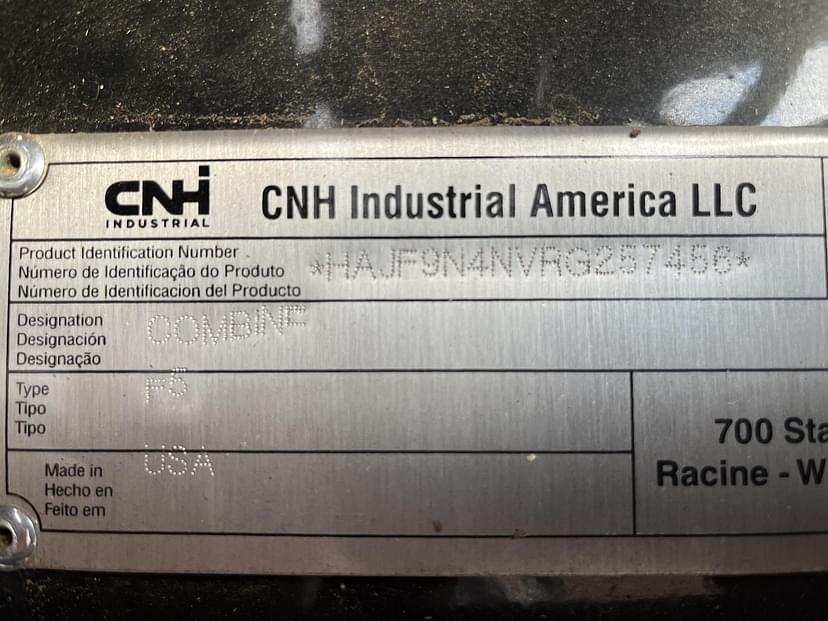 CNHi
INDUSTRIAL
CNH Industrial America LLC
Product Identification Number
Número de Identificação do Produto
Número de Identificacion del Producto
*HAJF9N4NVRG257456*
Designation
Designación
Designação
COMBINE
Type
Tipo
Tipo
F5
Made in
Hecho en
Feito em
USA
700 Sta
Racine - W